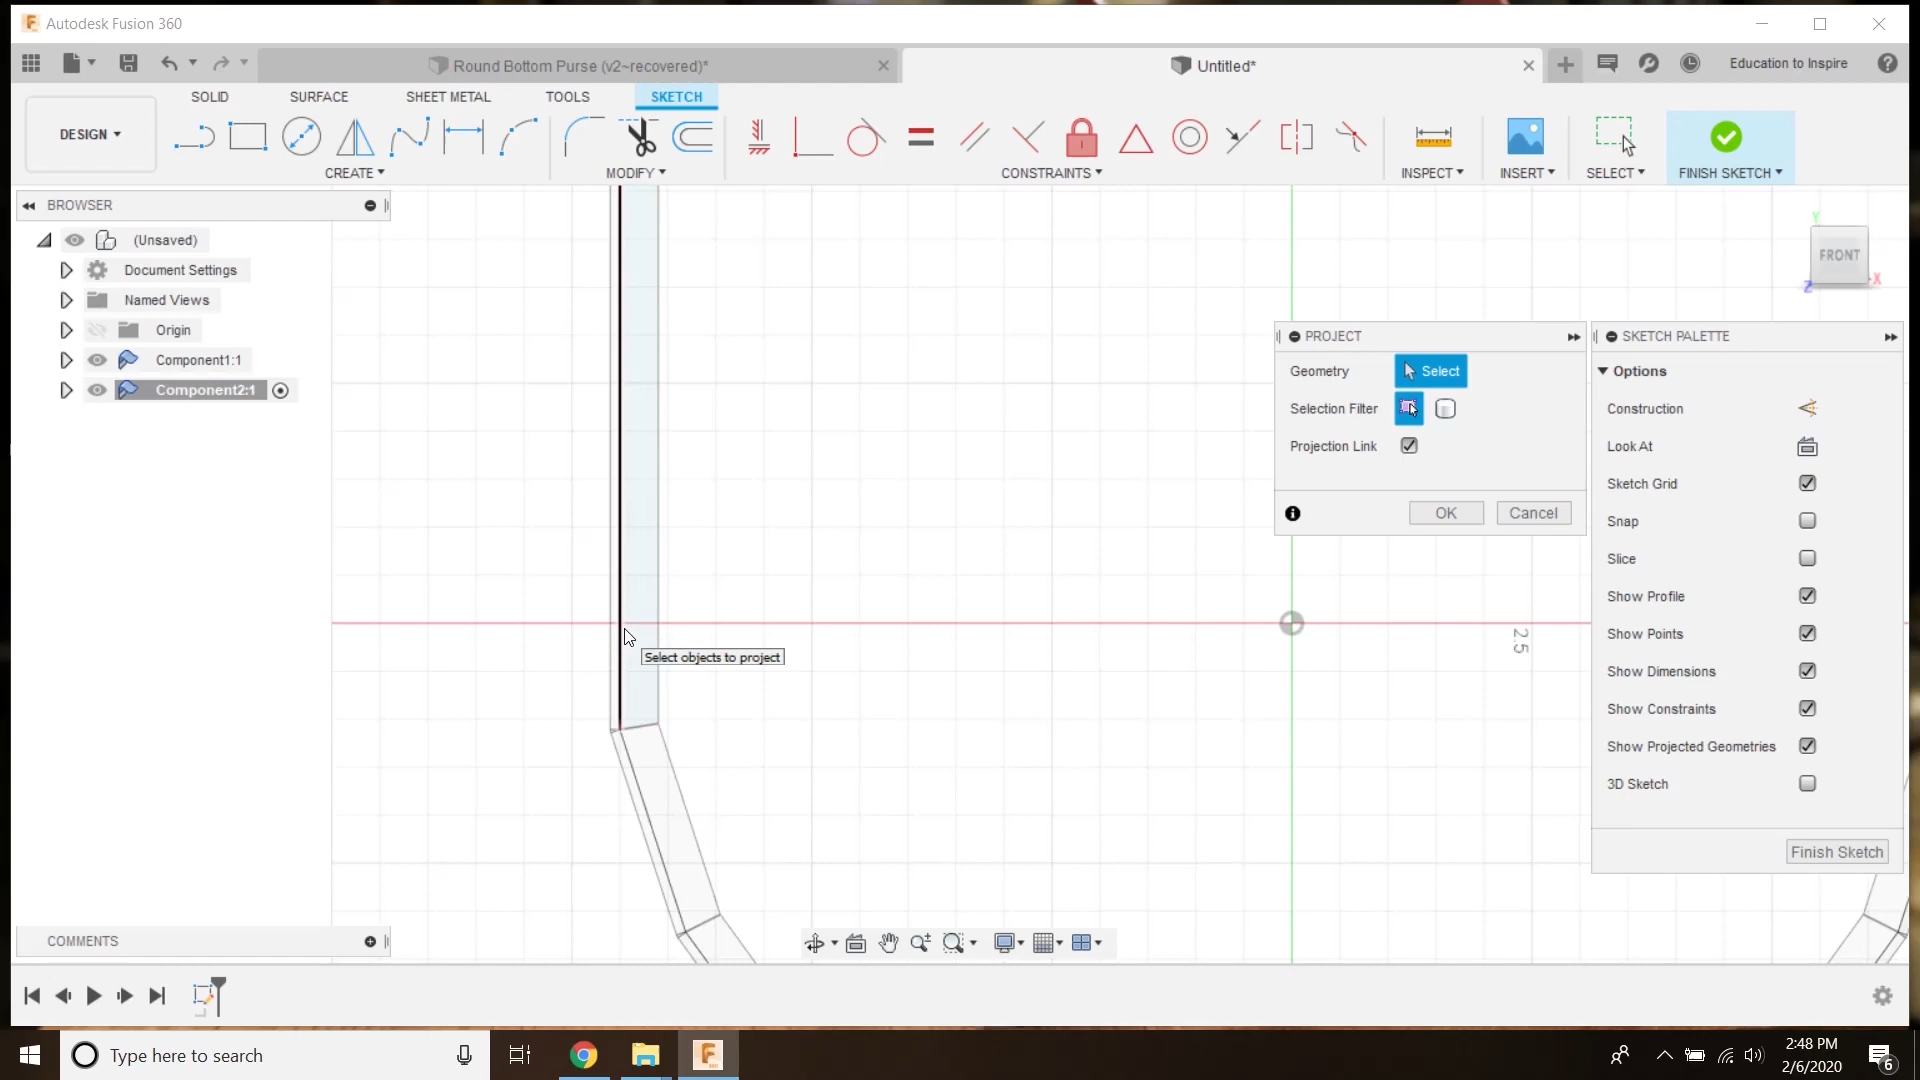 Autodesk Fusion 360
Round Bottom Purse (v2~recovered)*
Untitled*
Education to Inspire
SOLID
SURFACE
SHEET METAL
TOOLS
SKETCH
DESIGN
CREATE
MODIFY
CONSTRAINTS
INSPECT
INSERT
SELECT
FINISH SKETCH
BROWSER
(Unsaved)
Document Settings
Named Views
Origin
Component1:1
Component2:1
Y
FRONT
X
Z
PROJECT
Geometry
Select
Selection Filter
Projection Link
OK
Cancel
SKETCH PALETTE
Options
Construction
Look At
Sketch Grid
Snap
Slice
Show Profile
Show Points
Show Dimensions
Show Constraints
Show Projected Geometries
3D Sketch
Finish Sketch
2.5
Select objects to project
COMMENTS
Type here to search
2:48 PM
2/6/2020
6